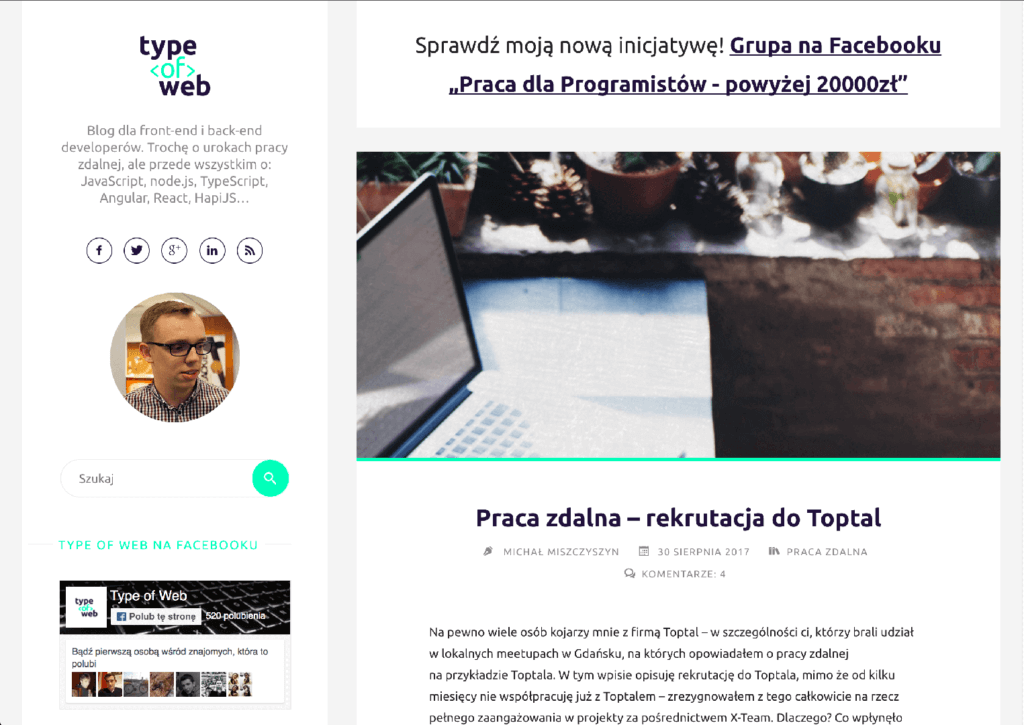 type
<of>
web
Blog dla front-end i back-end
developerów. Trochę o urokach pracy
zdalnej, ale przede wszystkim o:
JavaScript, node.js, TypeScript,
Angular, React, HapiJS…
f
g+
in
Szukaj
TYPE OF WEB NA FACEBOOKU
type
<of>
web
Type of Web
f Polub tę stronę
520 polubienia
Bądź pierwszą osobą wśród znajomych, która to
polubi
Sprawdź moją nową inicjatywę! Grupa na Facebooku
„Praca dla Programistów - powyżej 20000zł”
Praca zdalna – rekrutacja do Toptal
MICHAŁ MISZCZYSZYN 30 SIERPNIA 2017 PRACA ZDALNA
KOMENTARZE: 4
Na pewno wiele osób kojarzy mnie z firmą Toptal – w szczególności ci, którzy brali udział
w lokalnych meetupach w Gdańsku, na których opowiadałem o pracy zdalnej
na przykładzie Toptala. W tym wpisie opisuję rekrutację do Toptala, mimo że od kilku
miesięcy nie współpracuję już z Toptalem – zrezygnowałem z tego całkowicie na rzecz
pełnego zaangażowania w projekty za pośrednictwem X-Team. Dlaczego? Co wpłynęło